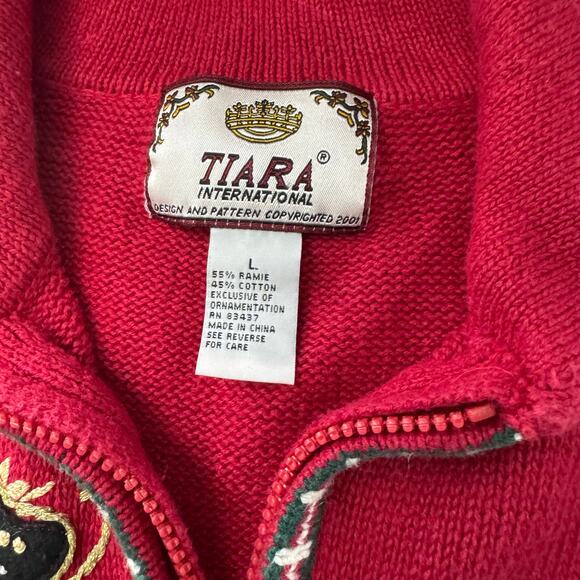 TIARA ®
INTERNATIONAL
DESIGN AND PATTERN COPYRIGHTED 2001
L
55% RAMIE
45% COTTON
EXCLUSIVE OF
ORNAMENTATION
RN 83437
MADE IN CHINA
SEE REVERSE
FOR CARE